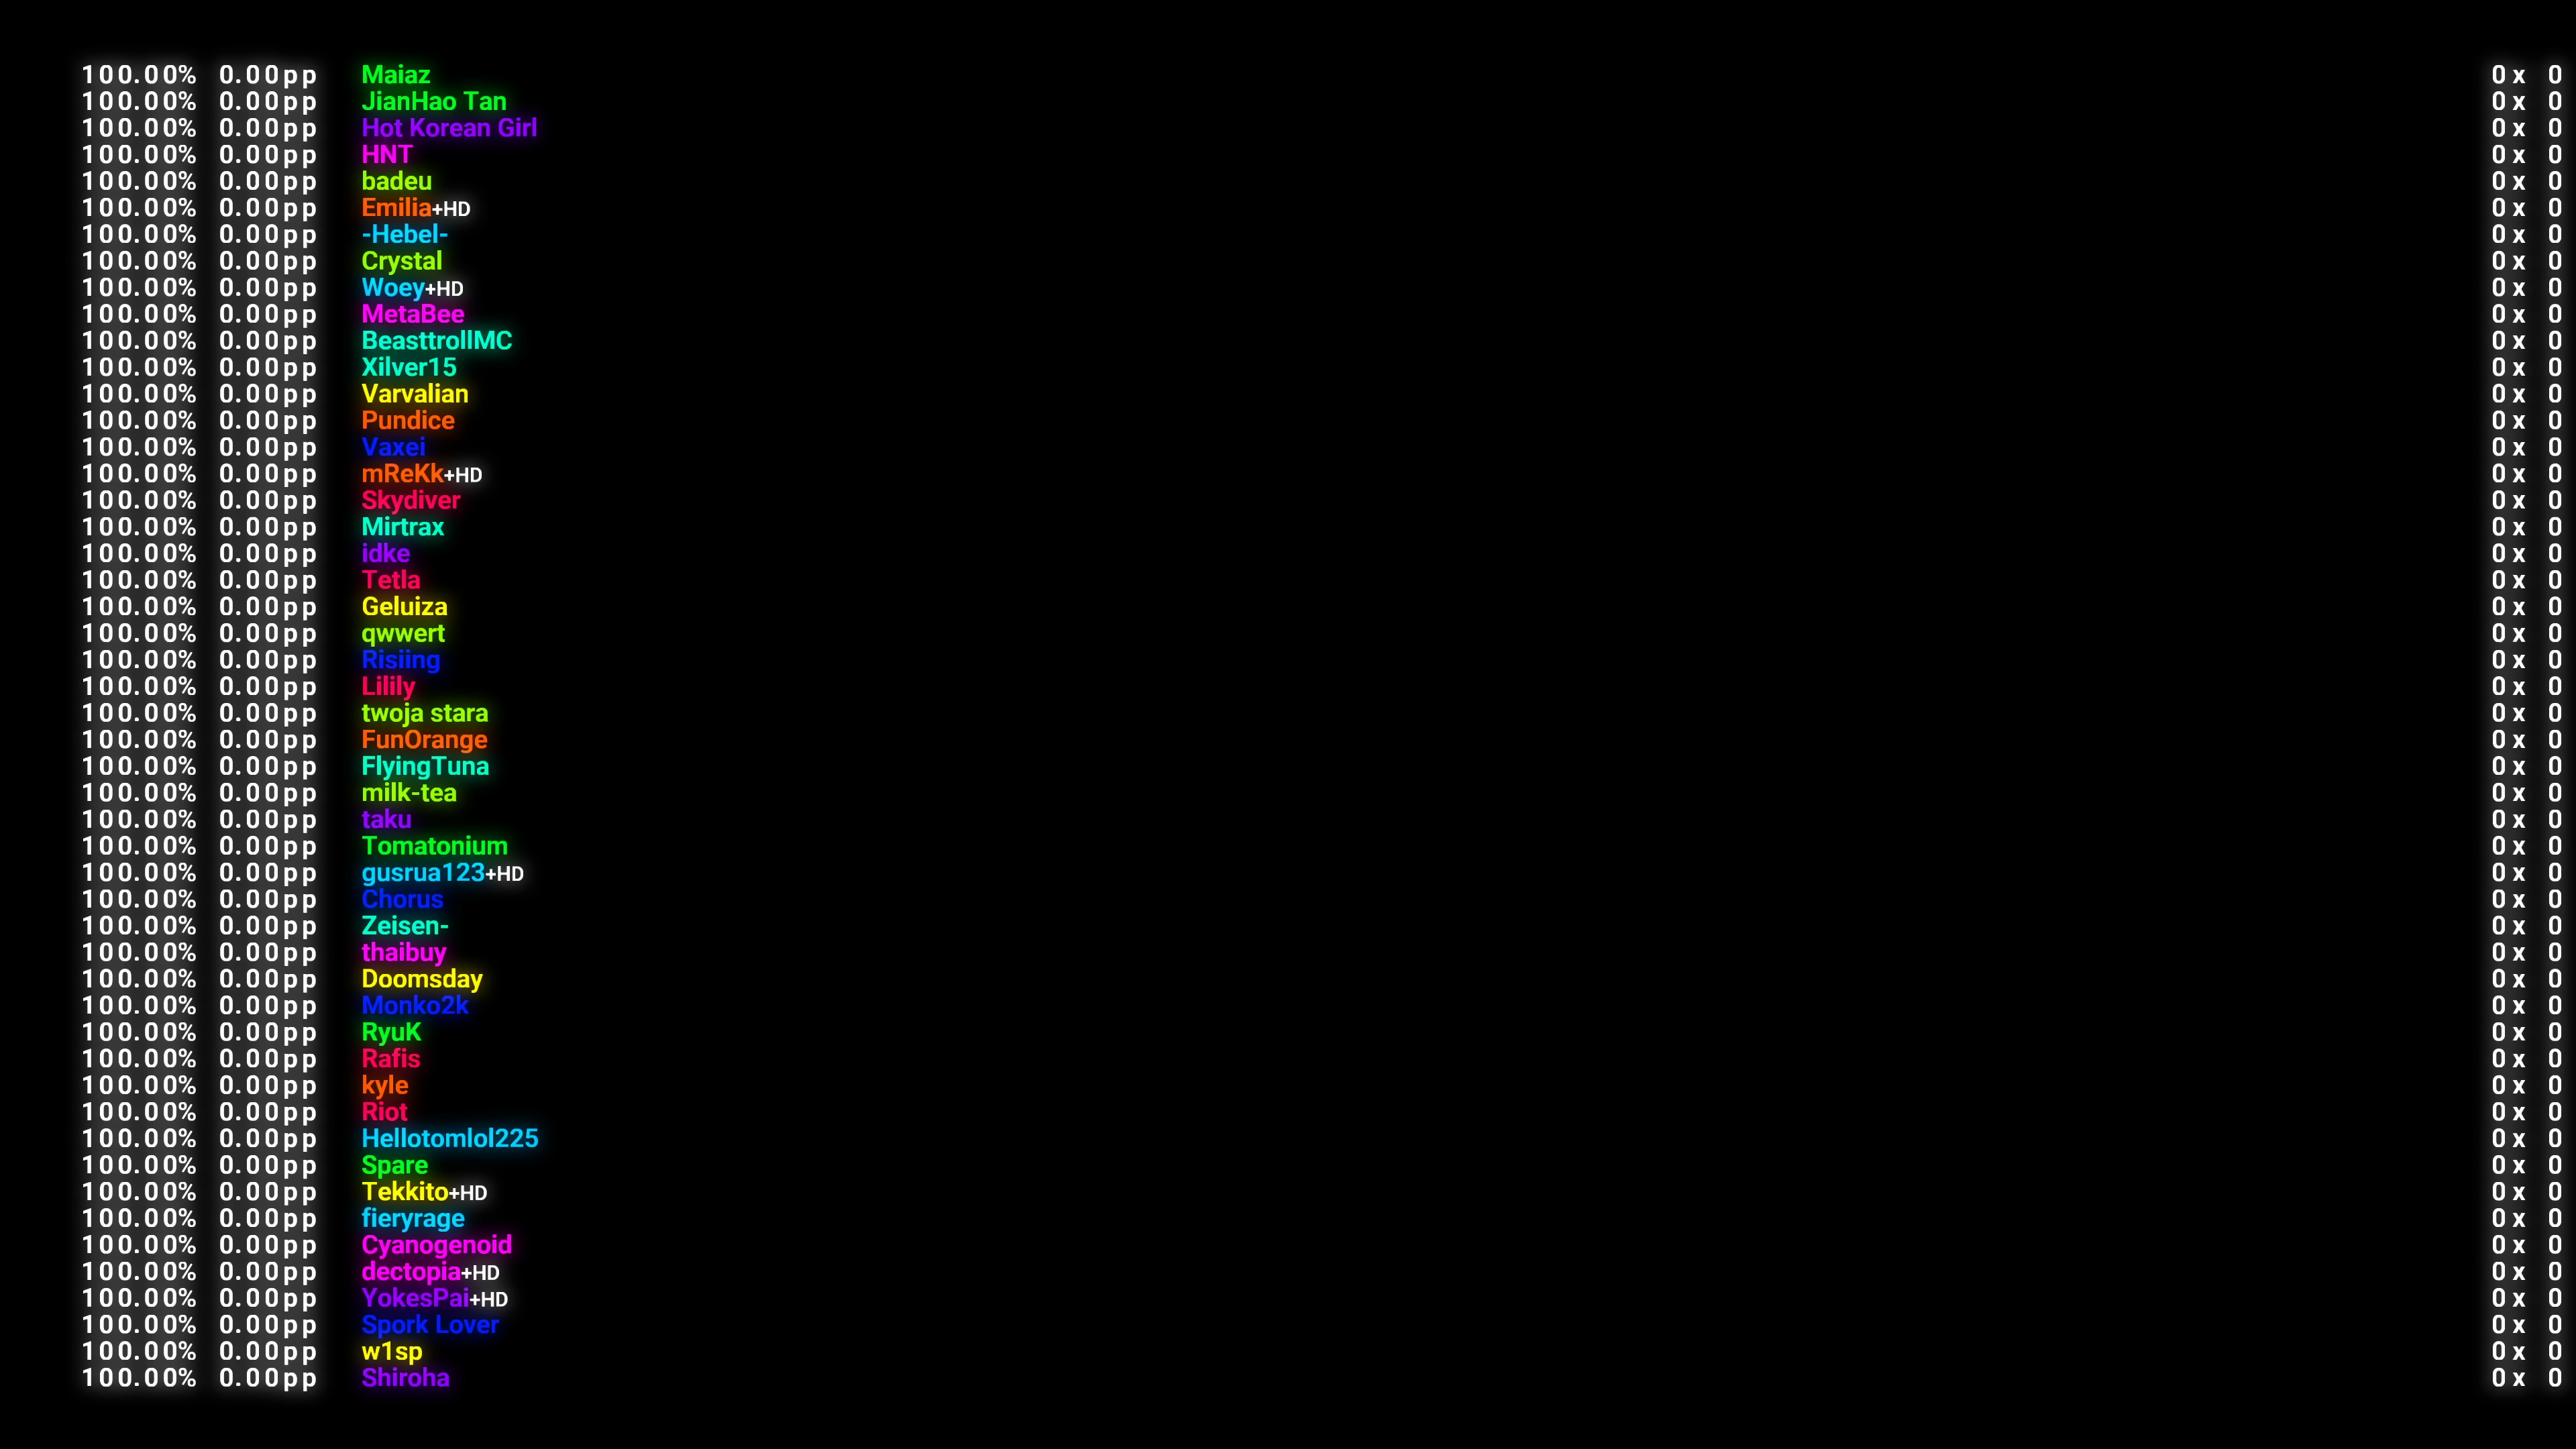 100.00% 0.00pp Maiaz 0x 0
100.00% 0.00pp JianHao Tan 0x 0
100.00% 0.00pp Hot Korean Girl 0x 0
100.00% 0.00pp HNT 0x 0
100.00% 0.00pp badeu 0x 0
100.00% 0.00pp Emilia+HD 0x 0
100.00% 0.00pp -Hebel- 0x 0
100.00% 0.00pp Crystal 0x 0
100.00% 0.00pp Woey+HD 0x 0
100.00% 0.00pp MetaBee 0x 0
100.00% 0.00pp BeasttrollMC 0x 0
100.00% 0.00pp Xilver15 0x 0
100.00% 0.00pp Varvalian 0x 0
100.00% 0.00pp Pundice 0x 0
100.00% 0.00pp Vaxei 0x 0
100.00% 0.00pp mReKk+HD 0x 0
100.00% 0.00pp Skydiver 0x 0
100.00% 0.00pp Mirtrax 0x 0
100.00% 0.00pp idke 0x 0
100.00% 0.00pp Tetla 0x 0
100.00% 0.00pp Geluiza 0x 0
100.00% 0.00pp qwwert 0x 0
100.00% 0.00pp Risiing 0x 0
100.00% 0.00pp Lilily 0x 0
100.00% 0.00pp twoja stara 0x 0
100.00% 0.00pp FunOrange 0x 0
100.00% 0.00pp FlyingTuna 0x 0
100.00% 0.00pp milk-tea 0x 0
100.00% 0.00pp taku 0x 0
100.00% 0.00pp Tomatonium 0x 0
100.00% 0.00pp gusrua123+HD 0x 0
100.00% 0.00pp Chorus 0x 0
100.00% 0.00pp Zeisen- 0x 0
100.00% 0.00pp thaibuy 0x 0
100.00% 0.00pp Doomsday 0x 0
100.00% 0.00pp Monko2k 0x 0
100.00% 0.00pp RyuK 0x 0
100.00% 0.00pp Rafis 0x 0
100.00% 0.00pp kyle 0x 0
100.00% 0.00pp Riot 0x 0
100.00% 0.00pp Hellotomlol225 0x 0
100.00% 0.00pp Spare 0x 0
100.00% 0.00pp Tekkito+HD 0x 0
100.00% 0.00pp fieryrage 0x 0
100.00% 0.00pp Cyanogenoid 0x 0
100.00% 0.00pp dectopia+HD 0x 0
100.00% 0.00pp YokesPai+HD 0x 0
100.00% 0.00pp Spork Lover 0x 0
100.00% 0.00pp w1sp 0x 0
100.00% 0.00pp Shiroha 0x 0